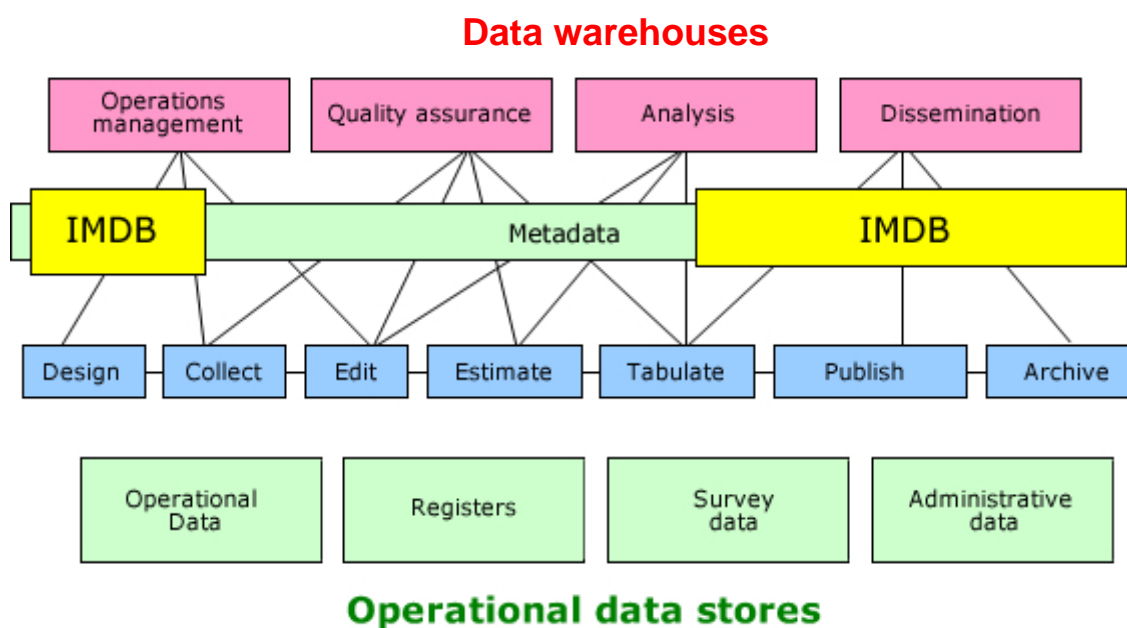 Data warehouses
Operations
management
Quality assurance
Analysis
Dissemination
IMDB
Metadata
IMDB
Design
Collect
Edit
Estimate
Tabulate
Publish
Archive
Operational
Data
Registers
Survey
data
Administrative
data
Operational data stores